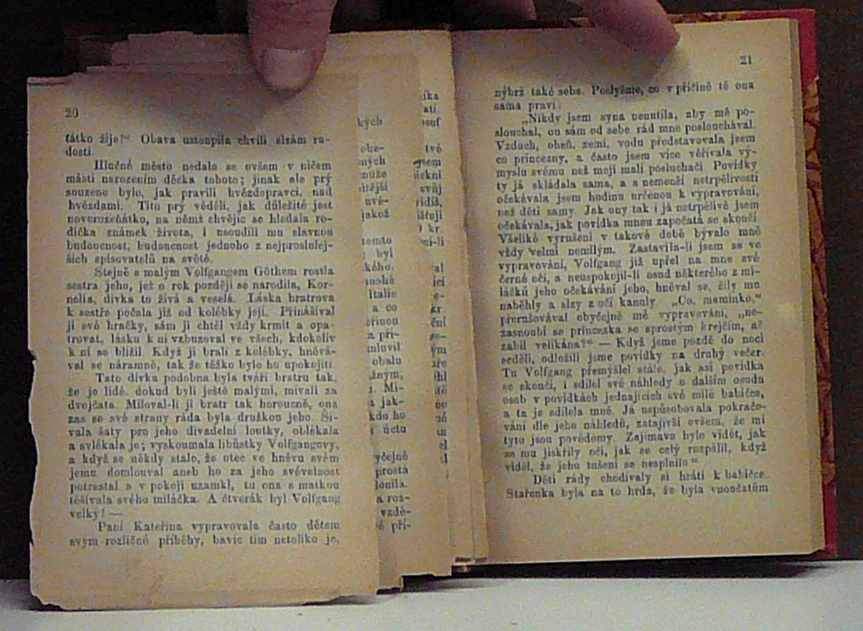 20
tátko žije!“ Obava ustoupila chvíli slzám ra-
dosti.
Hlučné město nedalo se ovšem v ničem
másti narozením děcka tohoto; jinak ale prý
souzeno bylo, jak pravili hvězdopravci, nad
hvězdami. Tito prý věděli, jak důležité jest
novorozeňátko, na němž chvějíc se hledala ro-
dička známek života, i usoudili mu slavnou
budoucnost, budoucnost jednoho z nejproslulej-
ších spisovatelů na světě.
Stejně s malým Volfgangem Göthem rostla
sestra jeho, jež o rok později se narodila, Kor-
nelia, dívka to živá a veselá. Láska bratrova
k sestře počala již od kolébky její. Přinášíval
jí své hračky, sám ji chtěl vždy krmit a opa-
trovat, lásku k ní vzbuzoval ve všech, kdokoliv
k ní se blížil. Když ji brali z kolébky, hněvá-
val se náramně, tak že těžko bylo ho upokojiti.
Tato dívka podobna byla tváří bratru tak,
že je lidé, dokud byli ještě malými, mívali za
dvojčata. Miloval-li ji bratr tak horoucně, ona
zas se své strany ráda byla družkou jeho. Ší-
vala šaty pro jeho divadelní loutky, oblékala
a svlékala je; vyskoumala libůstky Volfgangovy,
a když se někdy stalo, že otec ve hněvu svém
jemu domlouval aneb ho za jeho svévolnost
potrestal a v pokoji uzamkl, tu ona s matkou
těšívala svého miláčka. A čtverák byl Volfgang
velký! —
Paní Kateřina vypravovala často dětem
svým rozličné příběhy, bavíc tím netoliko je,
21
nýbrž také sebe. Poslyšme, co v příčině té ona
sama praví:
„Nikdy jsem syna nenutila, aby mě po-
slouchal, on sám od sebe rád mne poslouchával.
Vzduch, oheň, zemi, vodu představovala jsem
co princezny, a často jsem více věřívala vý-
myslu svému než moji malí posluchači. Povídky
ty já skládala sama, a s nemenší netrpělivostí
očekávala jsem hodinu určenou k vypravování,
než děti samy. Jak ony tak i já netrpělivě jsem
očekávala, jak povídka mnou započatá se skončí
Všeliké vyrušení v takové době bývalo mně
vždy velmi nemilým. Zastavila-li jsem se ve
vypravování, Volfgang již upřel na mne své
černé oči, a neuspokojil-li osud některého z mi-
láčků jeho očekávání jeho, hněval se, žíly mu
naběhly a slzy z očí kanuly. „Co, maminko,“
přerušovával obyčejně mé vypravování, „ne-
zasnoubí se princezka se sprostým krejčím, až
zabil velikána?“ — Když jsme pozdě do noci
seděli, odložili jsme povídky na druhý večer.
Tu Volfgang přemýšlel stále, jak asi povídka
se skončí, i sdílel své náhledy o dalším osudu
osob v povídkách jednajících své milé babičce,
a ta je sdílela mně. Já uspůsobovala pokračo-
vání dle jeho náhledů, zatajivši ovšem, že mi
tyto jsou povědomy. Zajímavo bylo vidět, jak
se mu jiskřily oči, jak se celý rozpálil, když
viděl, že jeho tušení se nesplnilo“
Děti rády chodívaly si hráti k babičce.
Stařenka byla na to hrda, že byla vnoučatům